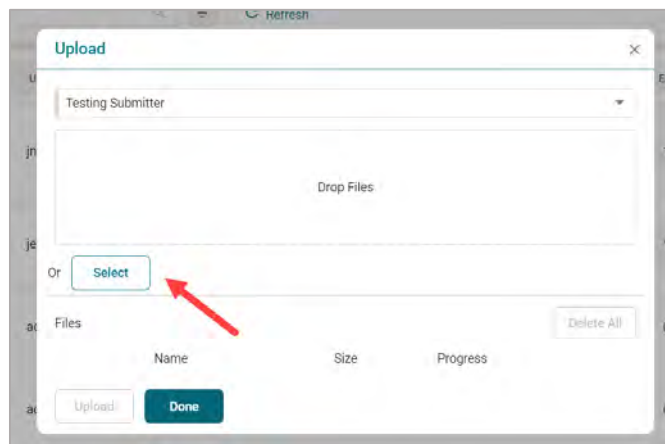 Refresh
Upload
Testing Submitter
Drop Files
Or Select
Files Delete All
Name Size Progress
Upload Done